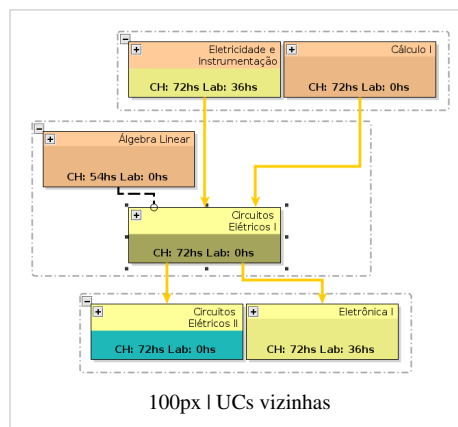 Eletricidade e
Instrumentação
CH: 72hs Lab: 36hs
Cálculo I
CH: 72hs Lab: 0hs
Álgebra Linear
CH: 54hs Lab: 0hs
Circuitos
Elétricos I
CH: 72hs Lab: 0hs
Circuitos
Elétricos II
CH: 72hs Lab: 0hs
Eletrônica I
CH: 72hs Lab: 36hs
100px | UCs vizinhas